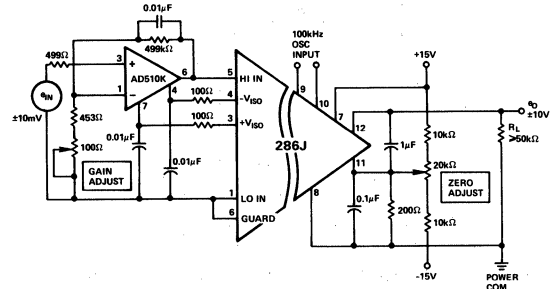 0.01μF
499kΩ
499Ω
3
+
AD510K
6
eIN
±10mV
1
−
7
4
453Ω
100Ω
GAIN
ADJUST
0.01μF
0.01μF
100Ω
100Ω
5
HI IN
4
−VISO
3
+VISO
1
LO IN
6
GUARD
286J
100kHz
OSC
INPUT
9
10
7
12
11
8
+15V
eO
±10V
RL
≥50kΩ
1μF
0.1μF
200Ω
10kΩ
20kΩ
10kΩ
ZERO
ADJUST
-15V
POWER
COM